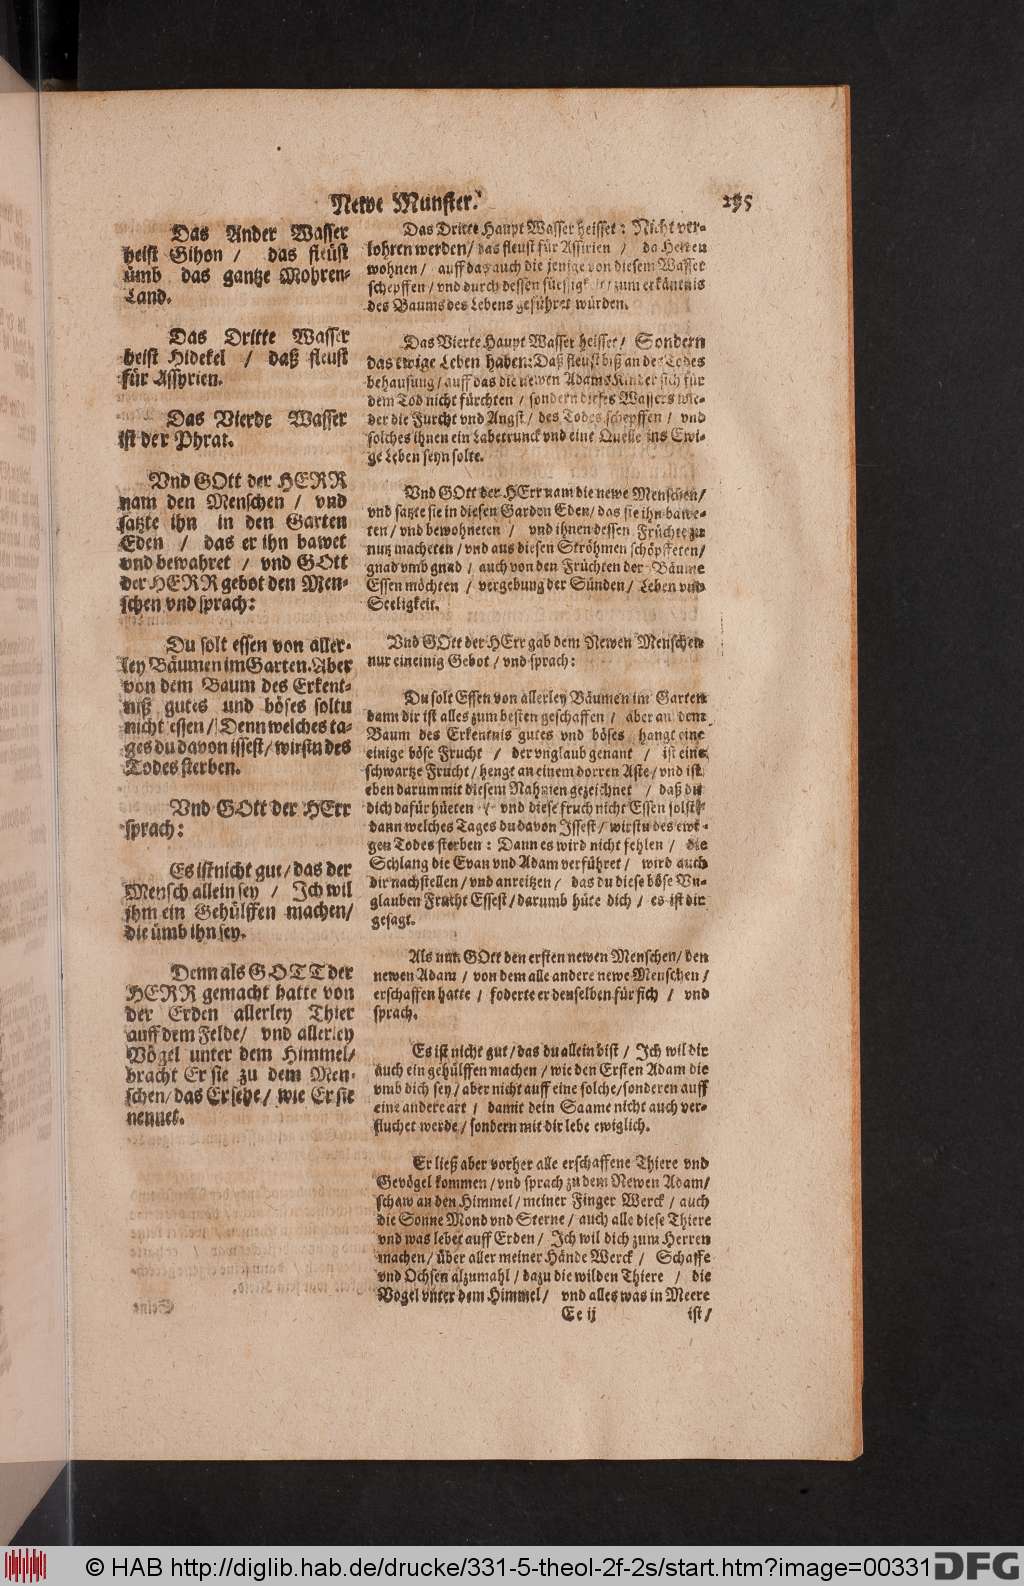 Newe Munster. 295
Das Ander Wasser
heist Gihon / das fleüst
ümb das gantze Mohren-
Land.
Das Dritte Wasser
heist Hidekel / daß fleust
für Assyrien.
Das Vierde Wasser
ist der Phrat.
Vnd GOtt der HERR
nam den Menschen / vnd
satzte ihn in den Garten
Eden / das er ihn bawet
vnd bewahret / vnd GOtt
der HERR gebot den Men-
schen vnd sprach:
Du solt essen von aller-
ley Bäumen im Garten. Aber
von dem Baum des Erkent-
niß gutes und böses soltu
nicht essen / Denn welches ta-
ges du davon issest / wirstu des
Todes sterben.
Vnd GOtt der HErr
sprach:
Es ist nicht gut / das der
Mensch allein sey / Ich wil
ihm ein Gehülffen machen /
die ümb ihn sey.
Denn als GOTT der
HERR gemacht hatte von
der Erden allerley Thier
auff dem Felde / vnd allerley
Vögel unter dem Himmel /
bracht Er sie zu dem Men-
schen / das Er sehe / wie Er sie
nennet.
Das Dritte Haupt Wasser heisset: Nicht ver-
lohren werden / das fleust für Assirien / da
wohnen / auff das auch die jenige von diesem Wasser
schepffen / vnd durch dessen zum erkäntnis
des Baums des Lebens geführet würden.
Das Vierte Haupt Wasser heisset / Sondern
das ewige Leben haben: Daß fleust biß an des Todes
behausung / auff das die newen Adams Kinder sich für
dem Tod nicht fürchten / sondern dieses Wassers wie-
der die Furcht vnd Angst / des Todes schepffen / vnd
solches ihnen ein Labetrunck vnd eine Quelle ins Ewi-
ge Leben seyn solte.
Vnd GOtt der HErr nam die newe Menschen /
vnd satzte sie in diesen Garden Eden / das sie ihn bawe-
ten / vnd bewohneten / vnd ihnen dessen Früchte zu
nutz macheten / vnd aus diesen Ströhmen schöpffeten /
gnad vmb gnad / auch von den Früchten der Bäume
Essen möchten / vergebung der Sünden / Leben vnd
Seeligkeit.
Vnd GOtt der HErr gab dem Newen Menschen
nur ein einig Gebot / vnd sprach:
Du solt Essen von allerley Bäumen im Garten
dann dir ist alles zum besten geschaffen / aber an dem
Baum des Erkentnis gutes vnd böses hangt eine
einige böse Frucht / der vnglaub genant / ist eine
schwartze Frucht / hengt an einem dorren Aste / vnd ist
eben darum mit diesem Nahmen gezeichnet / daß du
dich dafür hüeten / vnd diese fruch nicht Essen solst /
dann welches Tages du davon Issest / wirstu des ewi-
gen Todes sterben: Dann es wird nicht fehlen / die
Schlang die Evan vnd Adam verführet / wird auch
dir nachstellen / vnd anreitzen / das du diese böse Vn-
glauben Frucht Essest / darumb hüte dich / es ist dir
gesagt.
Als nun GOtt den ersten newen Menschen / den
newen Adam / von dem alle andere newe Menschen /
erschaffen hatte / foderte er denselben für sich / vnd
sprach.
Es ist nicht gut / das du allein bist / Ich wil dir
auch ein gehülffen machen / wie den Ersten Adam die
vmb dich sey / aber nicht auff eine solche / sonderen auff
eine andere art / damit dein Saame nicht auch ver-
fluchet werde / sondern mit dir lebe ewiglich.
Er ließ aber vorher alle erschaffene Thiere vnd
Gevögel kommen / vnd sprach zu dem Newen Adam /
schaw an den Himmel / meiner Finger Werck / auch
die Sonne Mond vnd Sterne / auch alle diese Thiere
vnd was lebet auff Erden / Ich wil dich zum Herren
machen / über aller meiner Hände Werck / Schaffe
vnd Ochsen alzumahl / dazu die wilden Thiere / die
Vogel vnter dem Himmel / vnd alles was in Meere
Ee ij ist /
© HAB http://diglib.hab.de/drucke/331-5-theol-2f-2s/start.htm?image=00331
DFG